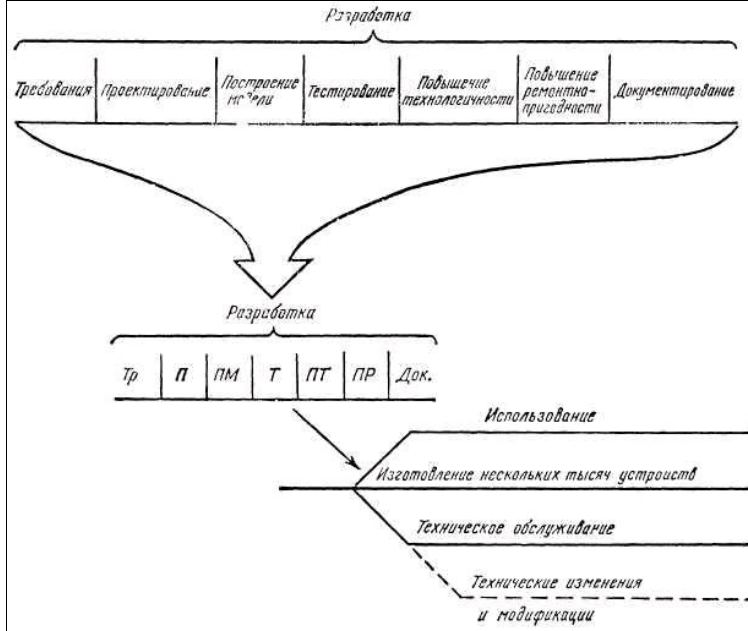 Разработка
Требования
Проектирование
Построение
модели
Тестирование
Повышение
технологичности
Повышение
ремонтно-
пригодности
Документирование
Разработка
Тр
П
ПМ
Т
ПТ
ПР
Док.
Использование
Изготовление нескольких тысяч устройств
Техническое обслуживание
Технические изменения
и модификации